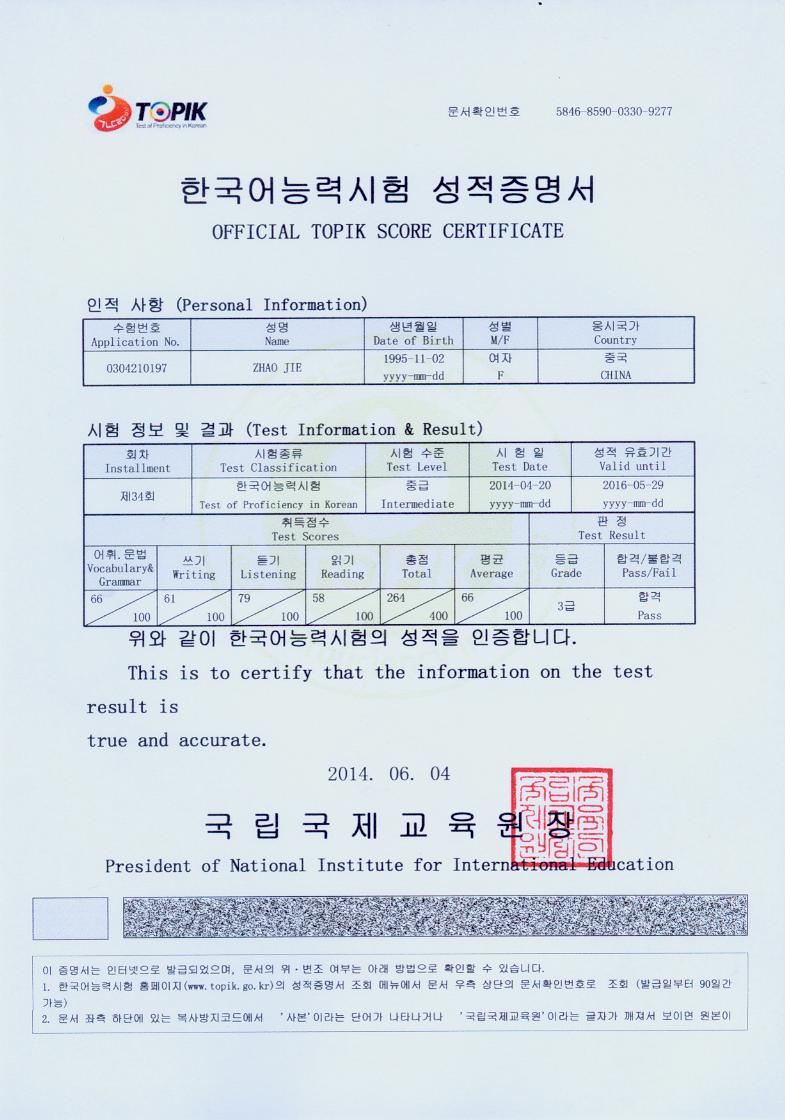 TOPIK
Test of Proficiency in Korean
문서확인번호 5846-8590-0330-9277
한국어능력시험 성적증명서
OFFICIAL TOPIK SCORE CERTIFICATE
인적 사항 (Personal Information)
수험번호 성명 생년월일 성별 응시국가
Application No. Name Date of Birth M/F Country
0304210197 ZHAO JIE 1995-11-02 여자 중국
yyyy-mm-dd F CHINA
시험 정보 및 결과 (Test Information & Result)
회차 시험종류 시험 수준 시 험 일 성적 유효기간
Installment Test Classification Test Level Test Date Valid until
제34회 한국어능력시험 중급 2014-04-20 2016-05-29
Test of Proficiency in Korean Intermediate yyyy-mm-dd yyyy-mm-dd
취득점수 판 정
Test Scores Test Result
어휘.문법 쓰기 듣기 읽기 총점 평균 등급 합격/불합격
Vocabulary& Writing Listening Reading Total Average Grade Pass/Fail
Grammar
66 61 79 58 264 66 3급 합격
100 100 100 100 400 100 Pass
위와 같이 한국어능력시험의 성적을 인증합니다.
This is to certify that the information on the test
result is
true and accurate.
2014. 06. 04
국 립 국 제 교 육 원 장
President of National Institute for International Education
이 증명서는 인터넷으로 발급되었으며, 문서의 위·변조 여부는 아래 방법으로 확인할 수 있습니다.
1. 한국어능력시험 홈페이지(www.topik.go.kr)의 성적증명서 조회 메뉴에서 문서 우측 상단의 문서확인번호로 조회 (발급일부터 90일간
가능)
2. 문서 좌측 하단에 있는 복사방지코드에서 '사본'이라는 단어가 나타나거나 '국립국제교육원'이라는 글자가 깨져서 보이면 원본이